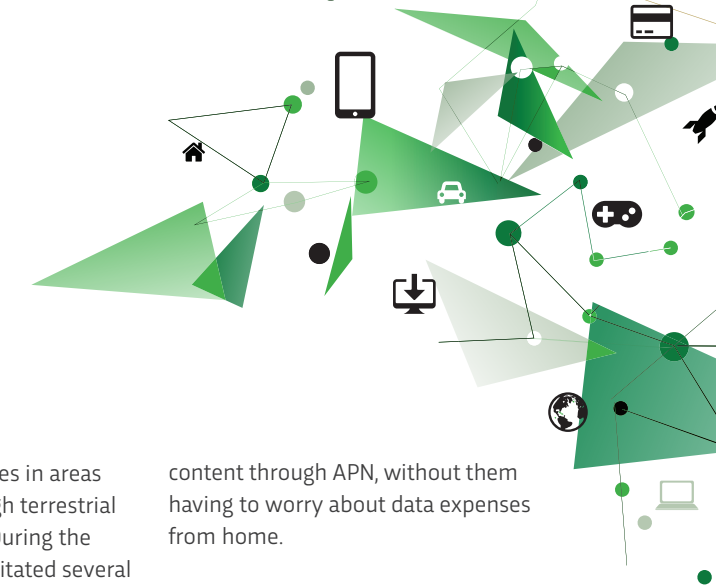 es in areas
gh terrestrial
uring the
itated several
content through APN, without them
having to worry about data expenses
from home.